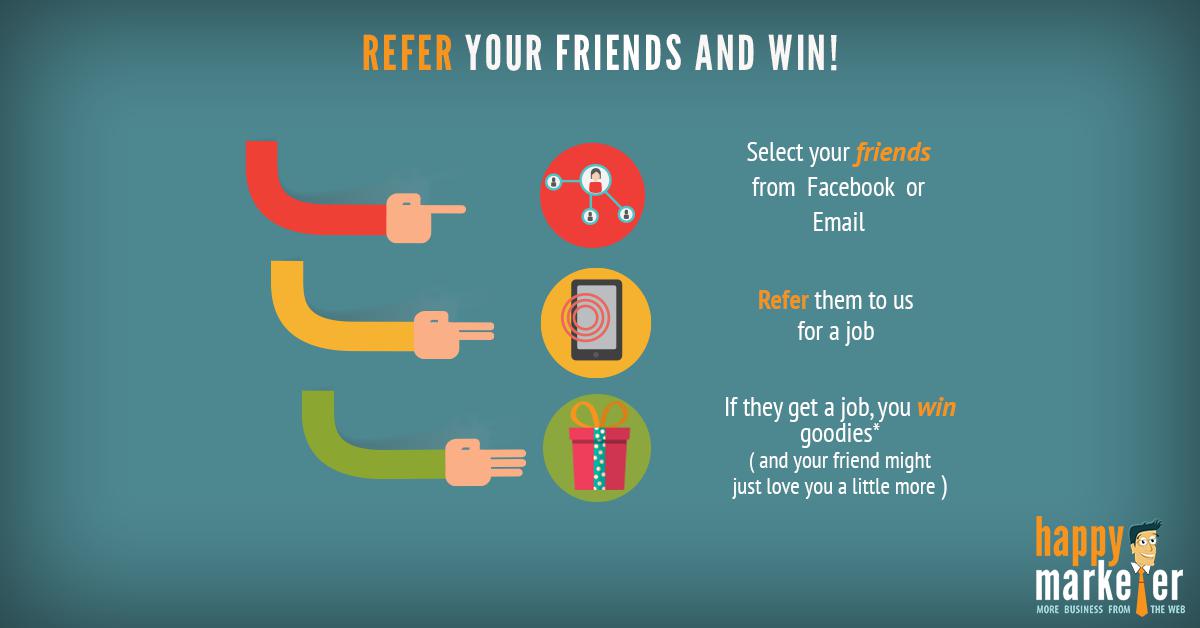 REFER YOUR FRIENDS AND WIN!
Select your friends
from Facebook or
Email
Refer them to us
for a job
If they get a job, you win
goodies*
( and your friend might
just love you a little more )
happy
marketer
MORE BUSINESS FROM THE WEB